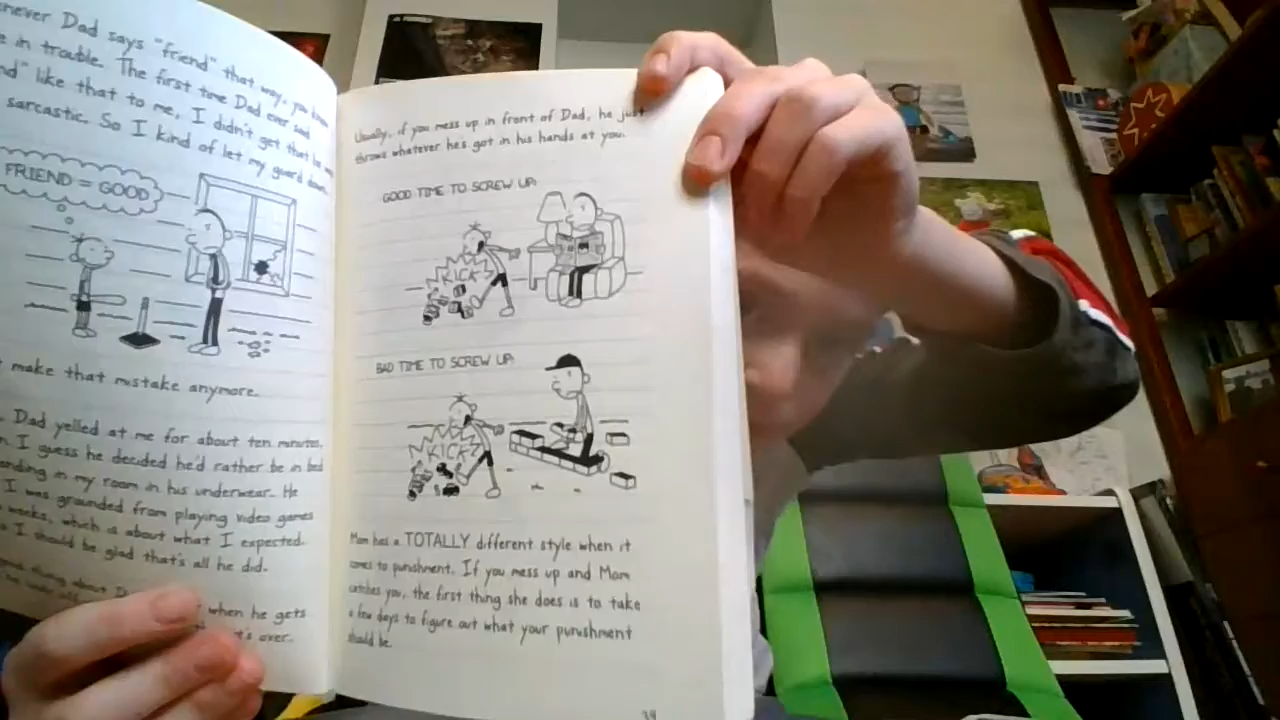 Dad says "friend" that way, you
in trouble. The first time Dad ever said
like that to me, I didn't get that he
sarcastic. So I kind of let my guard down.
FRIEND = GOOD
make that mistake anymore.
Dad yelled at me for about ten minutes,
I guess he decided he'd rather be in bed
in my room in his underwear. He
I was grounded from playing video games
weeks, which is about what I expected.
I should be glad that's all he did.
about
when he gets
over.
Usually, if you mess up in front of Dad, he just
throws whatever he's got in his hands at you.
GOOD TIME TO SCREW UP:
KICK
BAD TIME TO SCREW UP:
KICK
Mom has a TOTALLY different style when it
comes to punishment. If you mess up and Mom
catches you, the first thing she does is to take
a few days to figure out what your punishment
should be.